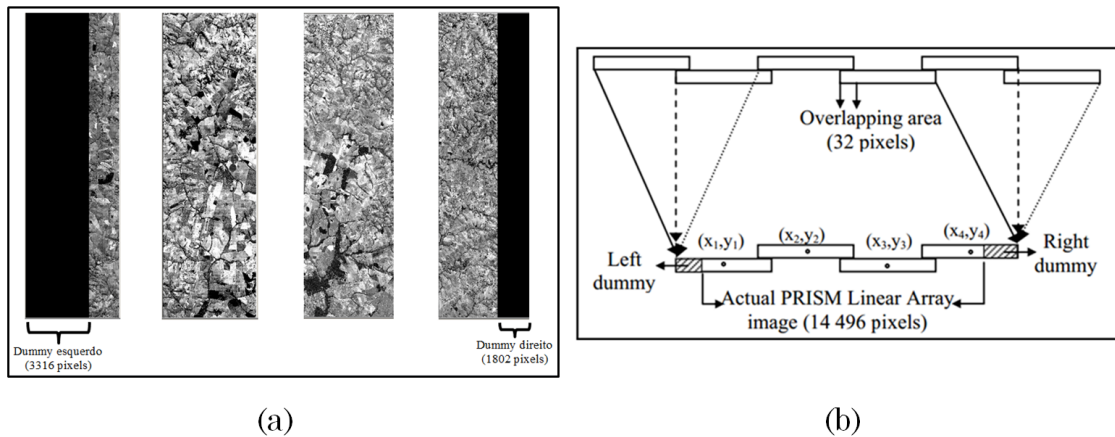 Dummy esquerdo
(3316 pixels)
Dummy direito
(1802 pixels)
(a)
Overlapping area
(32 pixels)
(x₁,y₁)
(x₂,y₂)
(x₃,y₃)
(x₄,y₄)
Left
dummy
Right
dummy
Actual PRISM Linear Array
image (14 496 pixels)
(b)